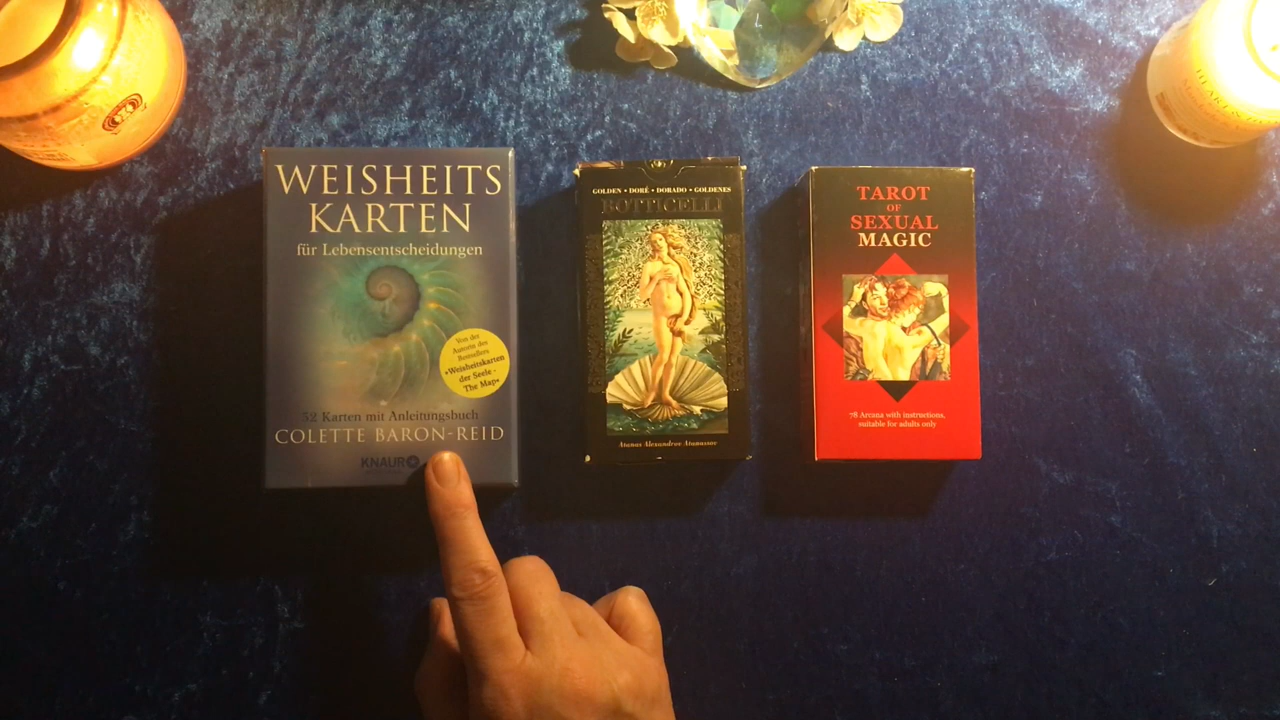 WEISHEITS
KARTEN
für Lebensentscheidungen
Von der
Autorin des
Bestsellers
»Weisheitskarten
der Seele -
The Map«
52 Karten mit Anleitungsbuch
COLETTE BARON-REID
KNAUR
GOLDEN • DORÉ • DORADO • GOLDENES
BOTTICELLI
Atanas Alexandrov Atanassov
TAROT
OF
SEXUAL
MAGIC
78 Arcana with instructions,
suitable for adults only